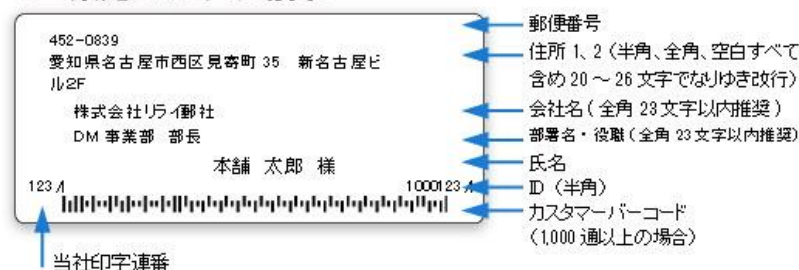 452-0839
愛知県名古屋市西区見寄町 35 新名古屋ビ
ル2F
株式会社リライ郵社
DM 事業部 部長
本舗 太郎 様
123
1000123
郵便番号
住所 1、2（半角、全角、空白すべて
含め 20 ～ 26 文字でなりゆき改行）
会社名（全角 23 文字以内推奨）
部署名・役職（全角 23 文字以内推奨）
氏名
ID（半角）
カスタマーバーコード
（1,000 通以上の場合）
当社印字連番